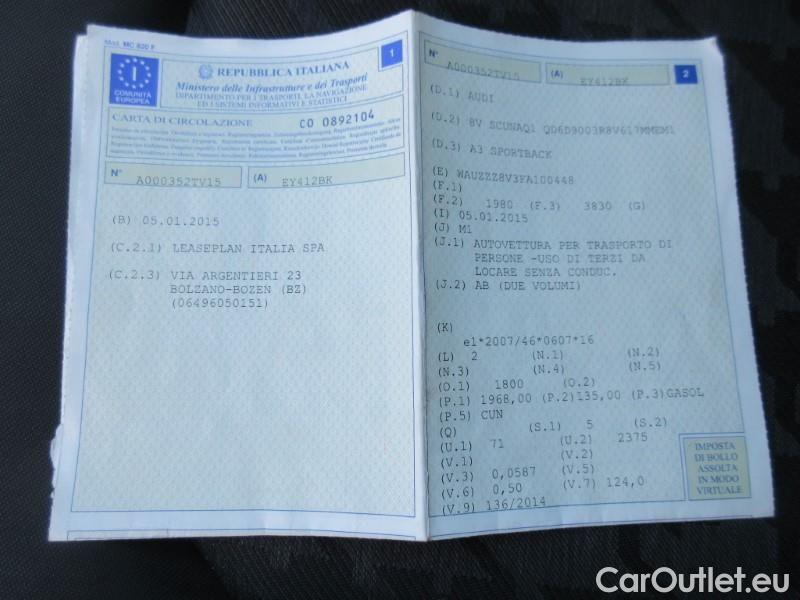 Mod. MC 820 F
1
I
COMUNITÀ
EUROPEA
REPUBBLICA ITALIANA
Ministero delle Infrastrutture e dei Trasporti
DIPARTIMENTO PER I TRASPORTI, LA NAVIGAZIONE
ED I SISTEMI INFORMATIVI E STATISTICI
CARTA DI CIRCOLAZIONE CO 0892104
N° A000352TV15 (A) EY412BK
(B) 05.01.2015
(C.2.1) LEASEPLAN ITALIA SPA
(C.2.3) VIA ARGENTIERI 23
BOLZANO-BOZEN (BZ)
(06496050151)
N° A000352TV15 (A) EY412BK 2
(D.1) AUDI
(D.2) 8V SCUNAQ1 QD6D9003R8V617MMEM1
(D.3) A3 SPORTBACK
(E) WAUZZZ8V3FA100448
(F.1)
(F.2) 1980 (F.3) 3830 (G)
(I) 05.01.2015
(J) M1
(J.1) AUTOVETTURA PER TRASPORTO DI
PERSONE -USO DI TERZI DA
LOCARE SENZA CONDUC.
(J.2) AB (DUE VOLUMI)
(K)
e1*2007/46*0607*16
(L) 2 (N.1) (N.2)
(N.3) (N.4) (N.5)
(O.1) 1800 (O.2)
(P.1) 1968,00 (P.2)135,00 (P.3)GASOL
(P.5) CUN
(Q) (S.1) 5 (S.2)
(U.1) 71 (U.2) 2375
(V.1) (V.2)
(V.3) 0,0587 (V.5)
(V.6) 0,50 (V.7) 124,0
(V.9) 136/2014
IMPOSTA
DI BOLLO
ASSOLTA
IN MODO
VIRTUALE
CarOutlet.eu